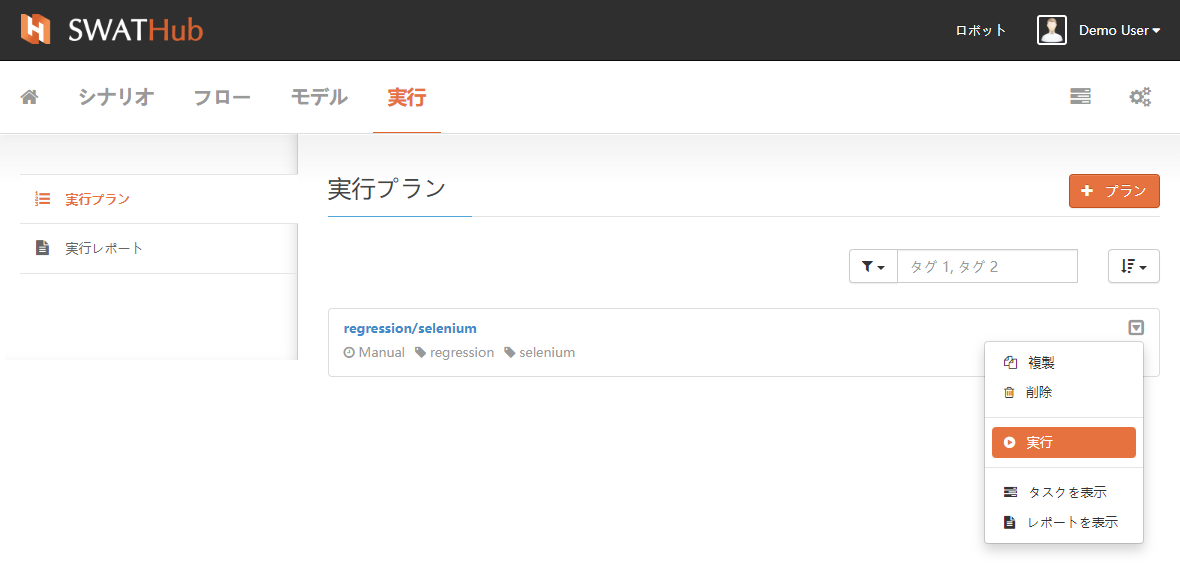 SWATHub
ロボット
Demo User
シナリオ フロー モデル 実行
実行プラン
実行レポート
実行プラン
プラン
タグ 1, タグ 2
regression/selenium
Manual regression selenium
複製
削除
実行
タスクを表示
レポートを表示